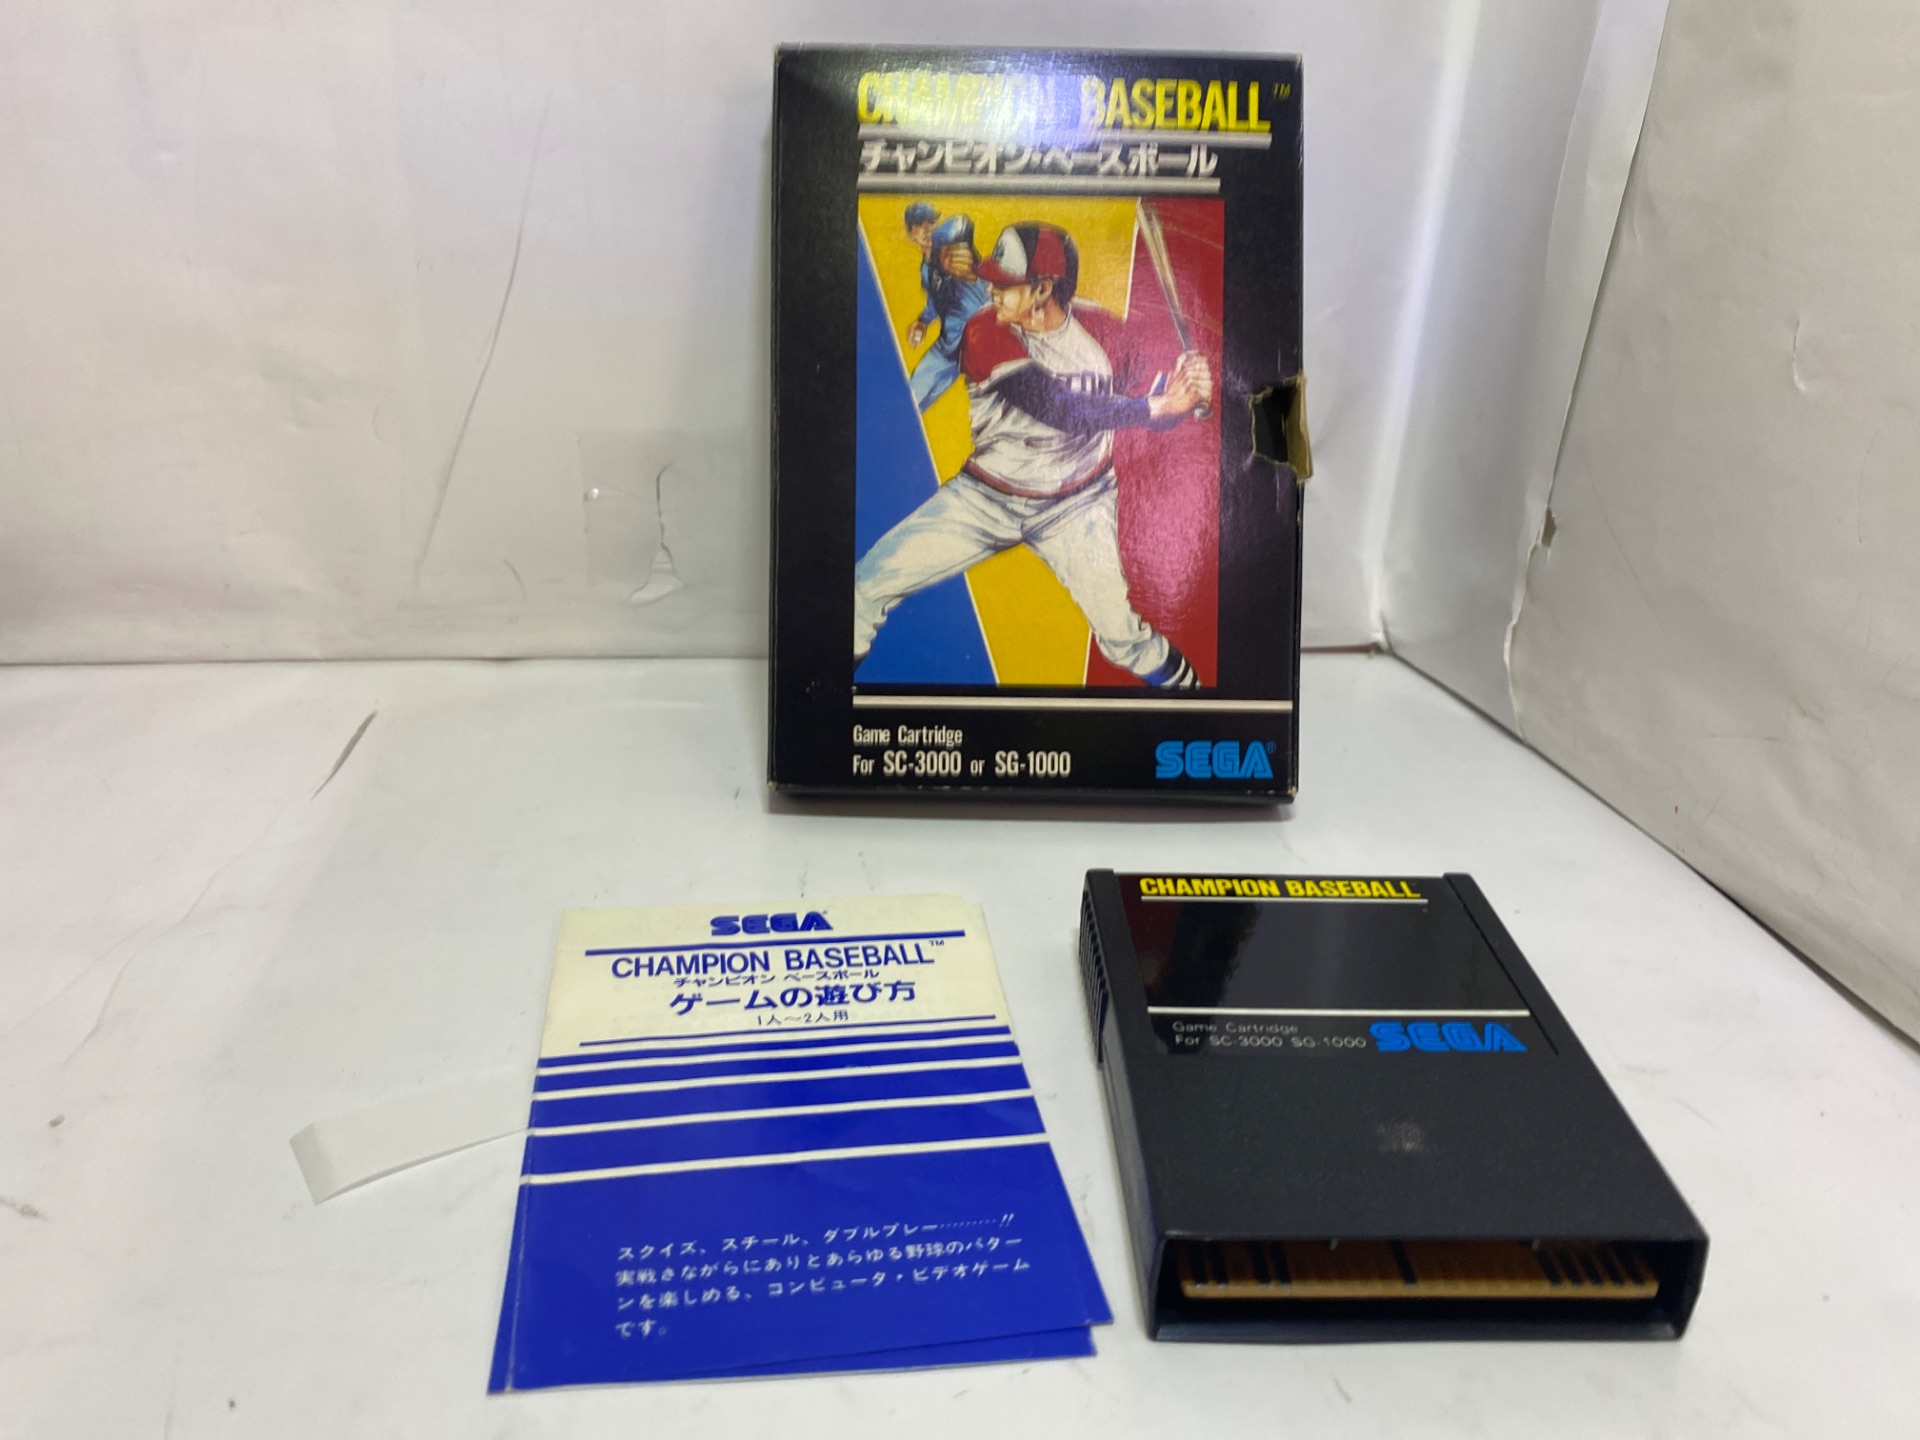 CHAMPION BASEBALL™
チャンピオン・ベースボール
TON
Game Cartridge
For SC-3000 or SG-1000
SEGA®
SEGA
CHAMPION BASEBALL™
チャンピオン ベースボール
ゲームの遊び方
1人〜2人用
スクイズ、スチール、ダブルプレー………!!
実戦さながらにありとあらゆる野球のパター
ンを楽しめる、コンピュータ・ビデオゲーム
です。
CHAMPION BASEBALL
Game Cartridge
For SC-3000 SG-1000
SEGA